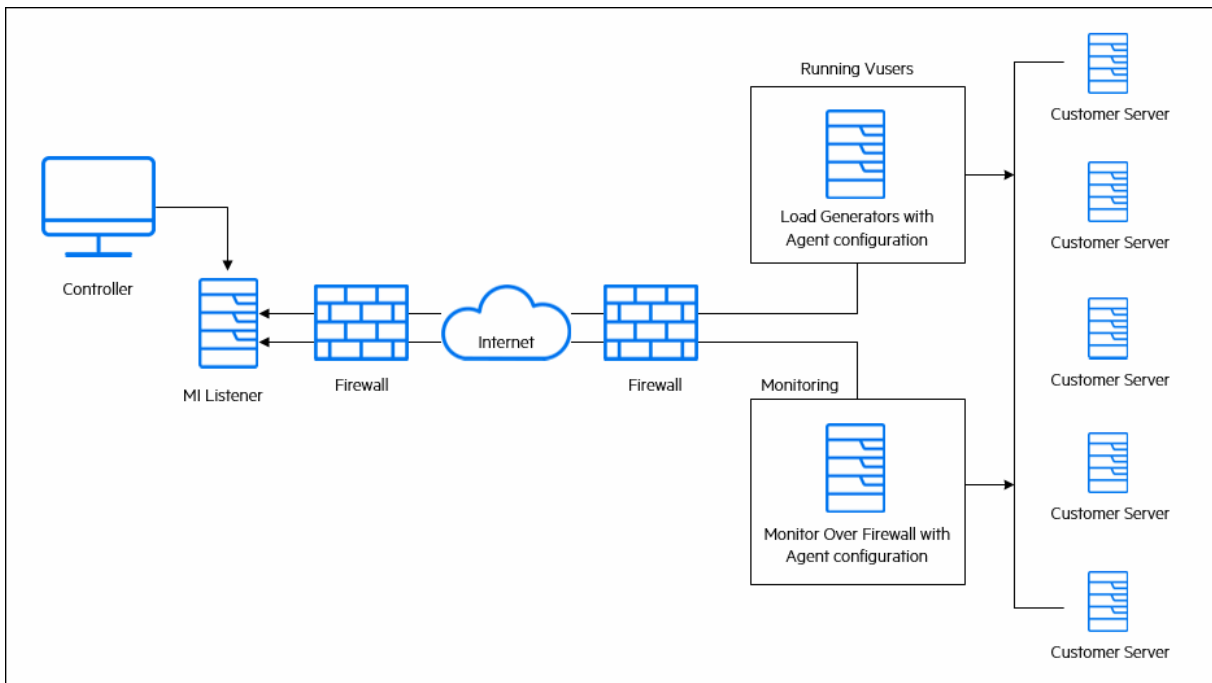 Running Vusers
Customer Server
Load Generators with
Agent configuration
Customer Server
Controller
Internet
MI Listener
Firewall
Firewall
Monitoring
Customer Server
Monitor Over Firewall with
Agent configuration
Customer Server
Customer Server